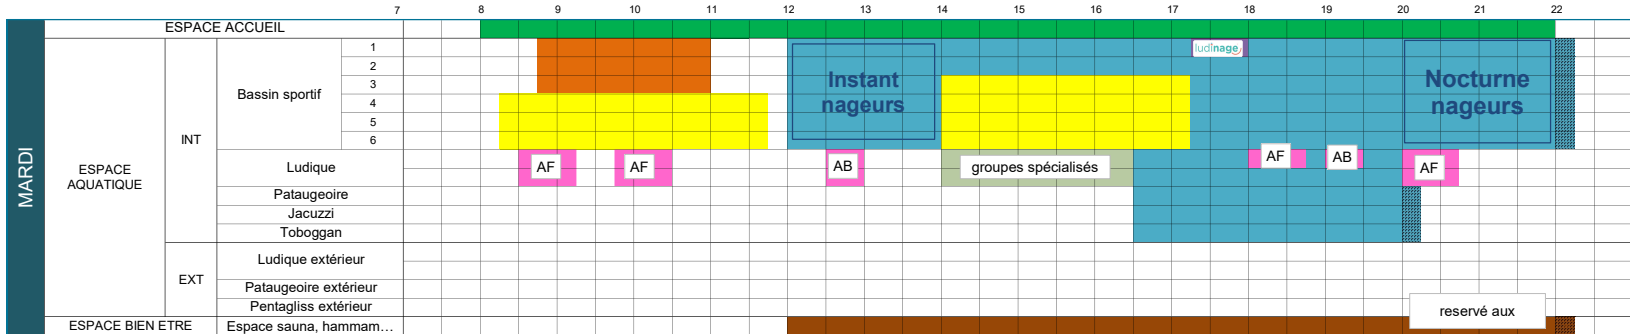 7 8 9 10 11 12 13 14 15 16 17 18 19 20 21 22
MARDI
ESPACE ACCUEIL
ESPACE
AQUATIQUE
INT
Bassin sportif
1
2
3
4
5
6
Instant
nageurs
ludinage
Nocturne
nageurs
Ludique
AF AF AB groupes spécialisés AF AB AF
Pataugeoire
Jacuzzi
Toboggan
EXT
Ludique extérieur
Pataugeoire extérieur
Pentagliss extérieur
reservé aux
ESPACE BIEN ETRE Espace sauna, hammam…